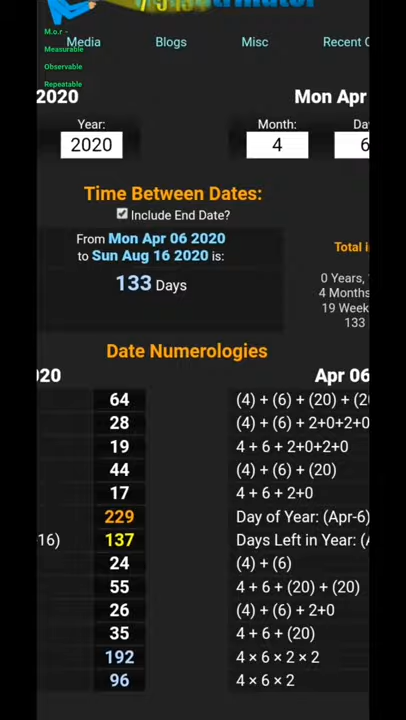 M.o.r -
Measurable
Observable
Repeatable
Media Blogs Misc Recent
2020 Mon Apr
Year: Month:
2020 4 6
Time Between Dates:
Include End Date?
From Mon Apr 06 2020
to Sun Aug 16 2020 is:
133 Days
Total
0 Years,
4 Months
19 Week
133
Date Numerologies
20 Apr 06
64 (4) + (6) + (20) +
28 (4) + (6) + 2+0+2+0
19 4 + 6 + 2+0+2+0
44 (4) + (6) + (20)
17 4 + 6 + 2+0
229 Day of Year: (Apr-6)
16) 137 Days Left in Year:
24 (4) + (6)
55 4 + 6 + (20) + (20)
26 (4) + (6) + 2+0
35 4 + 6 + (20)
192 4 × 6 × 2 × 2
96 4 × 6 × 2